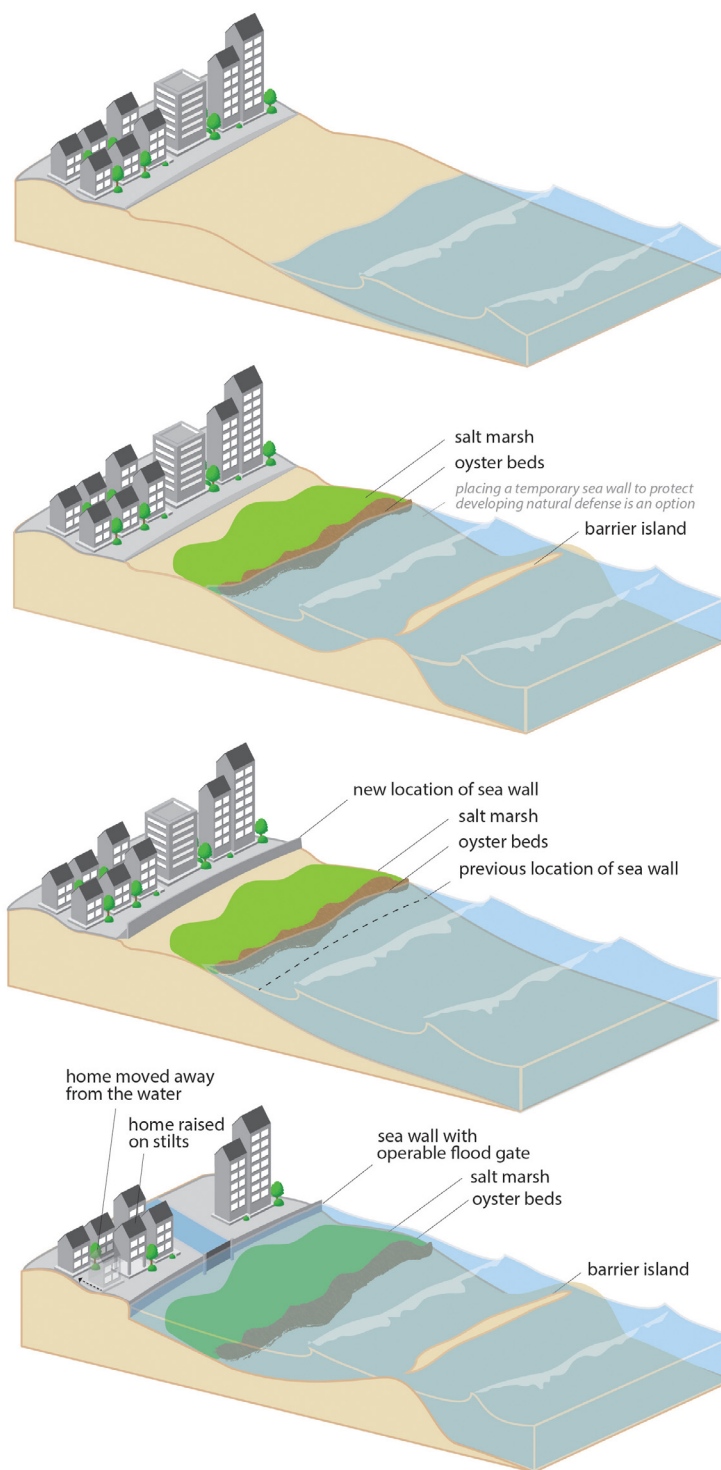 salt marsh
oyster beds
placing a temporary sea wall to protect
developing natural defense is an option
barrier island
new location of sea wall
salt marsh
oyster beds
previous location of sea wall
home moved away
from the water
home raised
on stilts
sea wall with
operable flood gate
salt marsh
oyster beds
barrier island